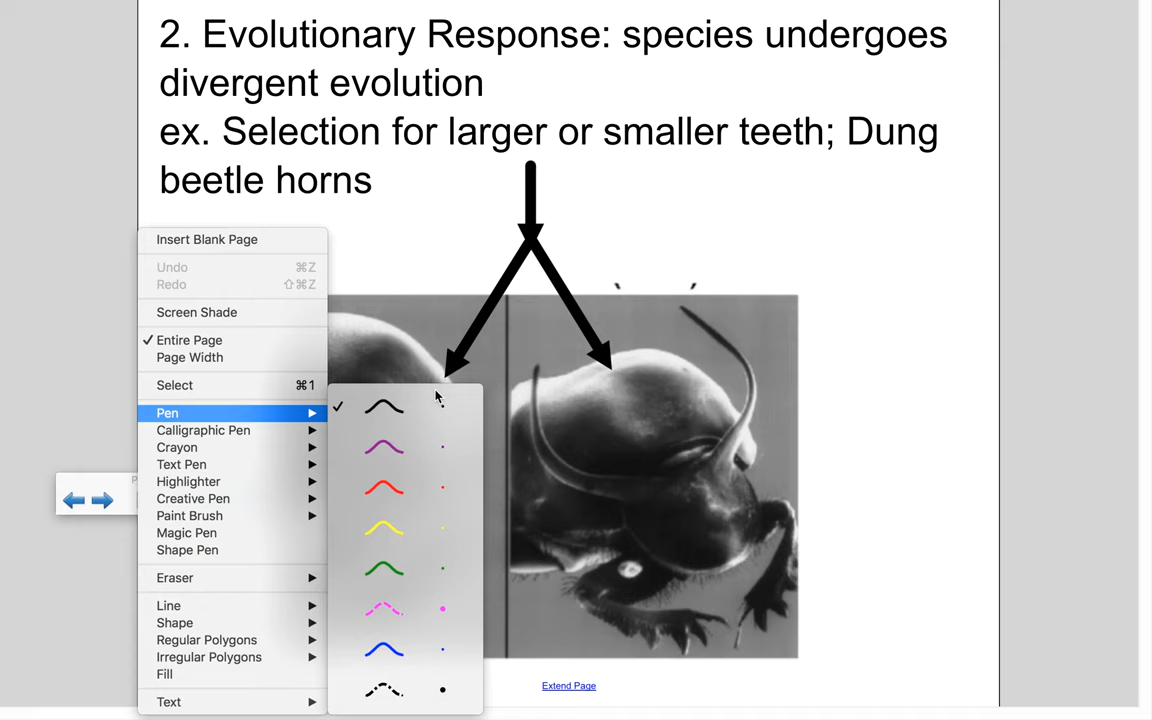 2. Evolutionary Response: species undergoes
divergent evolution
ex. Selection for larger or smaller teeth; Dung
beetle horns
Insert Blank Page
Undo ⌘Z
Redo ⇧⌘Z
Screen Shade
✓ Entire Page
Page Width
Select ⌘1
Pen
Calligraphic Pen
Crayon
Text Pen
Highlighter
Creative Pen
Paint Brush
Magic Pen
Shape Pen
Eraser
Line
Shape
Regular Polygons
Irregular Polygons
Fill
Text
Extend Page